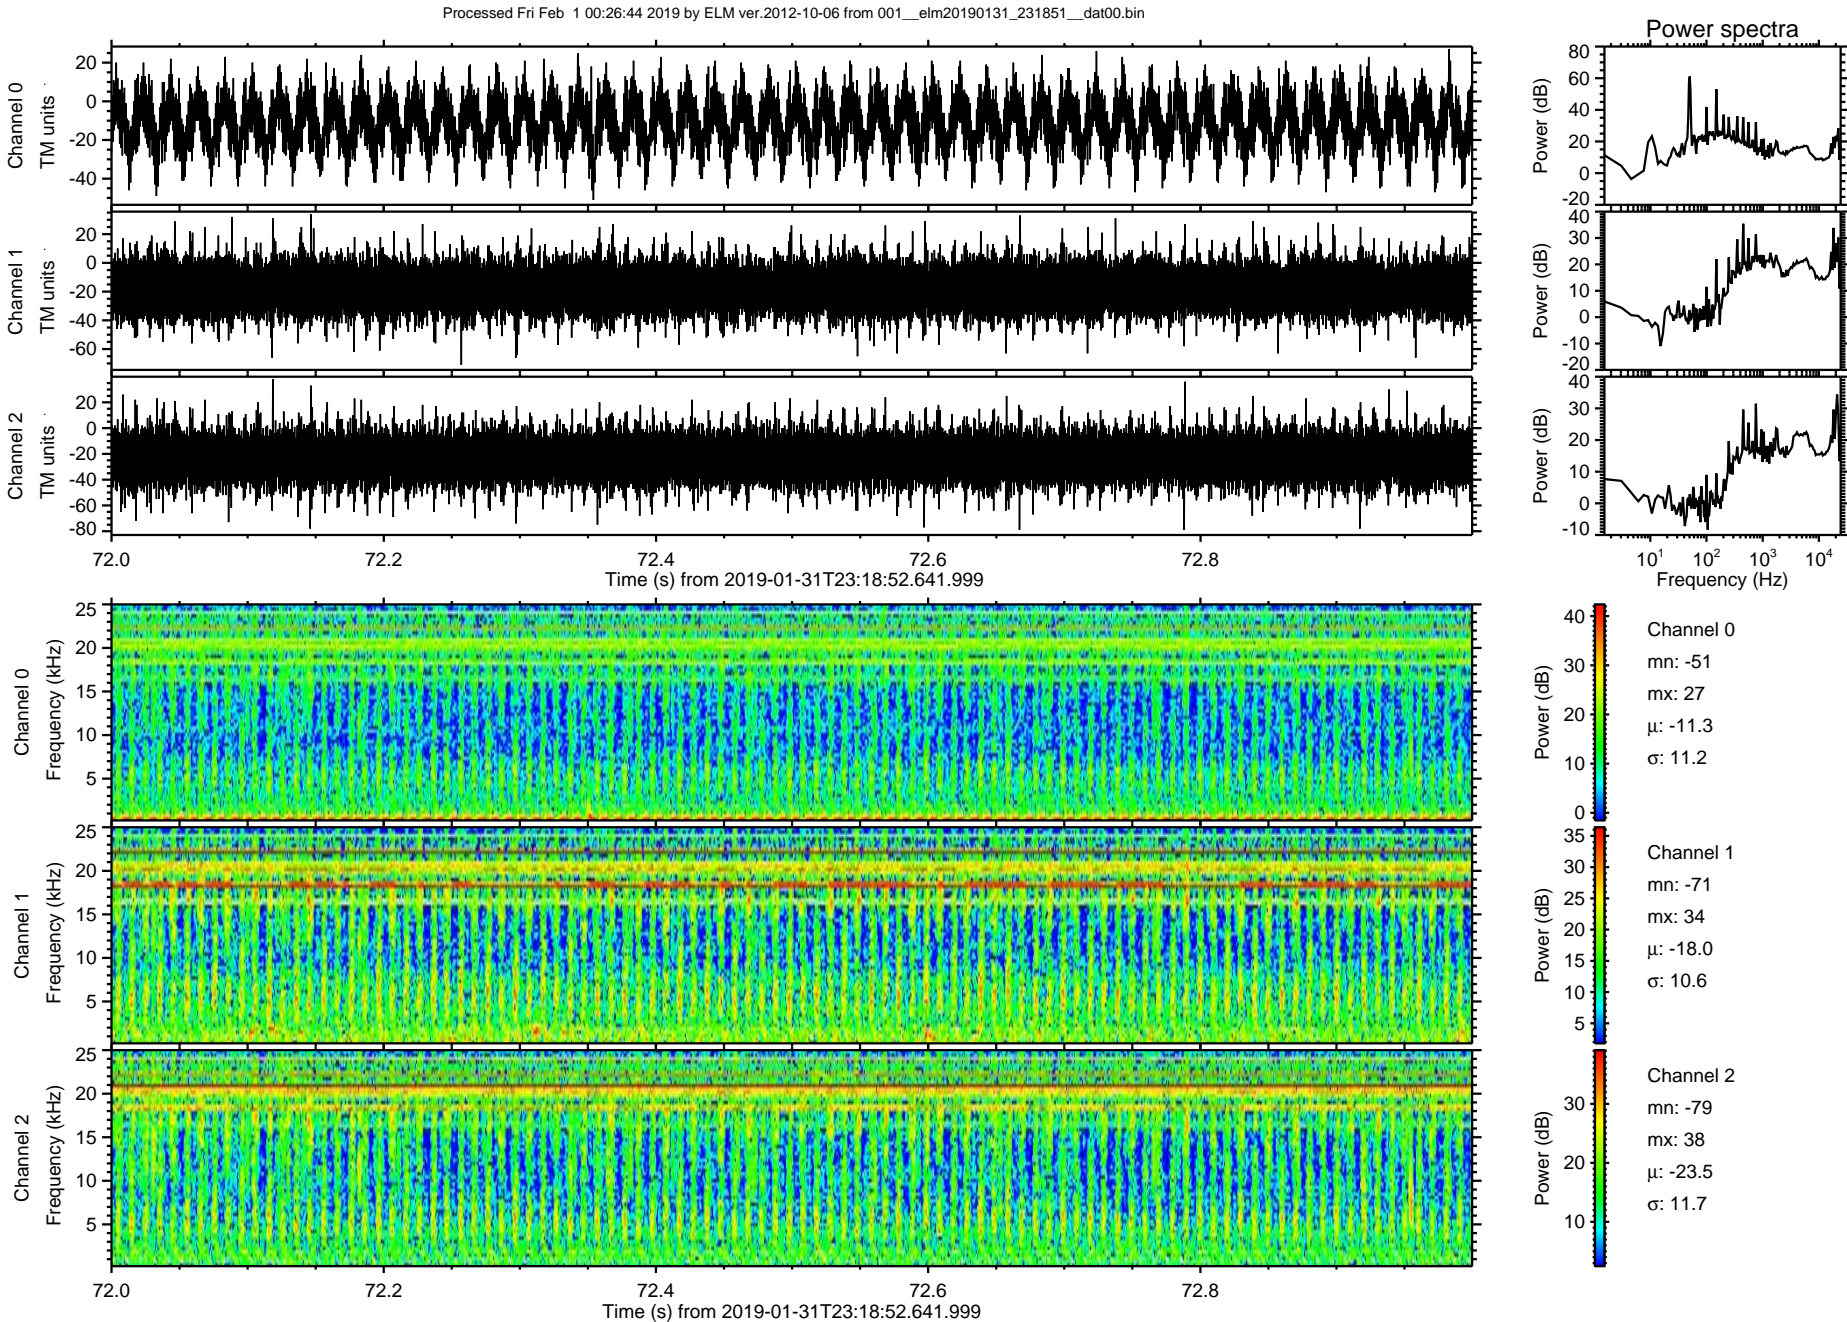 Processed Fri Feb  1 00:26:44 2019 by ELM ver.2012-10-06 from 001__elm20190131_231851__dat00.bin
Power spectra
Channel 0
TM units
20
0
-20
-40
Power (dB)
80
60
40
20
0
-20
Channel 1
TM units
20
0
-20
-40
-60
Power (dB)
40
30
20
10
0
-10
-20
Channel 2
TM units
20
0
-20
-40
-60
-80
Power (dB)
40
30
20
10
0
-10
72.0 72.2 72.4 72.6 72.8
Time (s) from 2019-01-31T23:18:52.641.999
10^1 10^2 10^3 10^4
Frequency (Hz)
Channel 0
Frequency (kHz)
25
20
15
10
5
Power (dB)
40
30
20
10
0
Channel 0
mn: -51
mx: 27
μ: -11.3
σ: 11.2
Channel 1
Frequency (kHz)
25
20
15
10
5
Power (dB)
35
30
25
20
15
10
5
Channel 1
mn: -71
mx: 34
μ: -18.0
σ: 10.6
Channel 2
Frequency (kHz)
25
20
15
10
5
Power (dB)
30
20
10
Channel 2
mn: -79
mx: 38
μ: -23.5
σ: 11.7
72.0 72.2 72.4 72.6 72.8
Time (s) from 2019-01-31T23:18:52.641.999